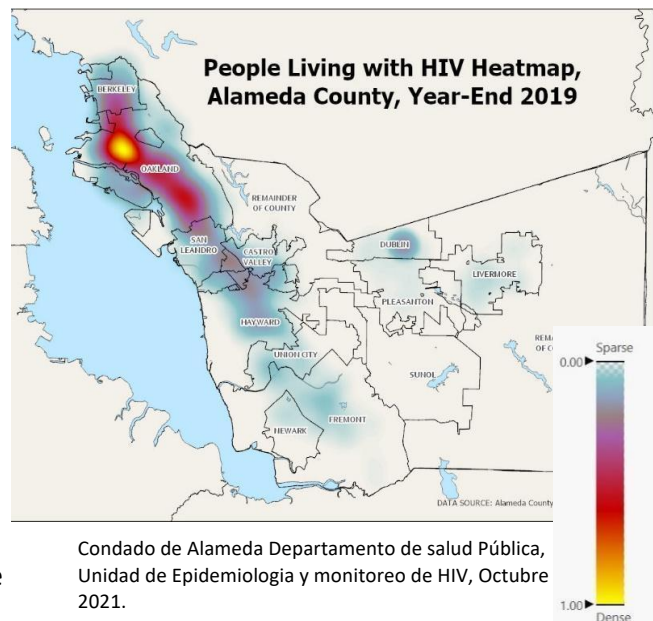 People Living with HIV Heatmap,
Alameda County, Year-End 2019
BERKELEY
OAKLAND
REMAINDER
OF COUNTY
SAN
LEANDRO
CASTRO
VALLEY
DUBLIN
LIVERMORE
PLEASANTON
HAYWARD
UNION CITY
SUNOL
NEWARK
FREMONT
DATA SOURCE: Alameda County
Sparse
0.00
1.00
Dense
Condado de Alameda Departamento de salud Pública,
Unidad de Epidemiologia y monitoreo de HIV, Octubre
2021.